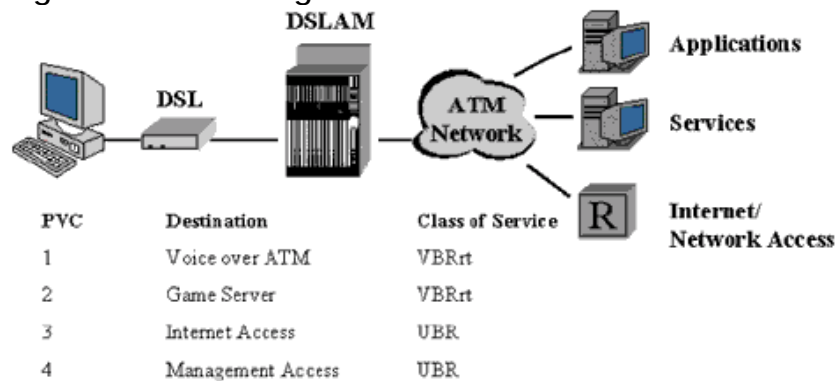 DSLAM
DSL
ATM
Network
Applications
Services
R
Internet/
Network Access
PVC Destination Class of Service
1 Voice over ATM VBRrt
2 Game Server VBRrt
3 Internet Access UBR
4 Management Access UBR